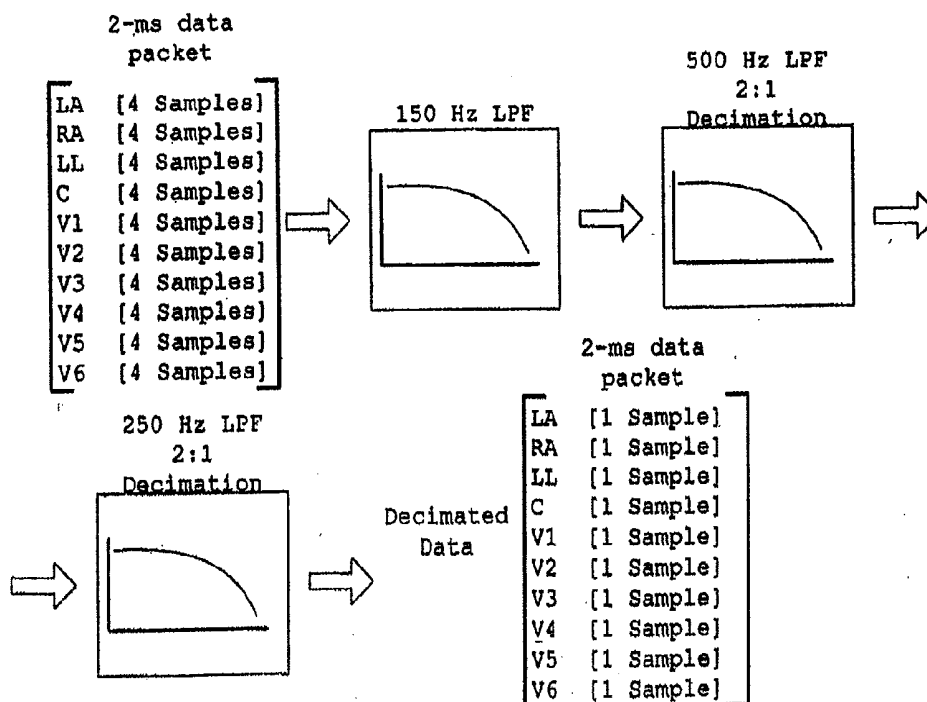 2-ms data
packet
LA [4 Samples]
RA [4 Samples]
LL [4 Samples]
C [4 Samples]
V1 [4 Samples]
V2 [4 Samples]
V3 [4 Samples]
V4 [4 Samples]
V5 [4 Samples]
V6 [4 Samples]
150 Hz LPF
500 Hz LPF
2:1
Decimation
250 Hz LPF
2:1
Decimation
Decimated
Data
2-ms data
packet
LA [1 Sample]
RA [1 Sample]
LL [1 Sample]
C [1 Sample]
V1 [1 Sample]
V2 [1 Sample]
V3 [1 Sample]
V4 [1 Sample]
V5 [1 Sample]
V6 [1 Sample]